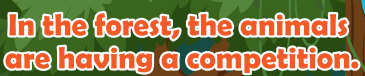 In the forest, the animals
are having a competition.